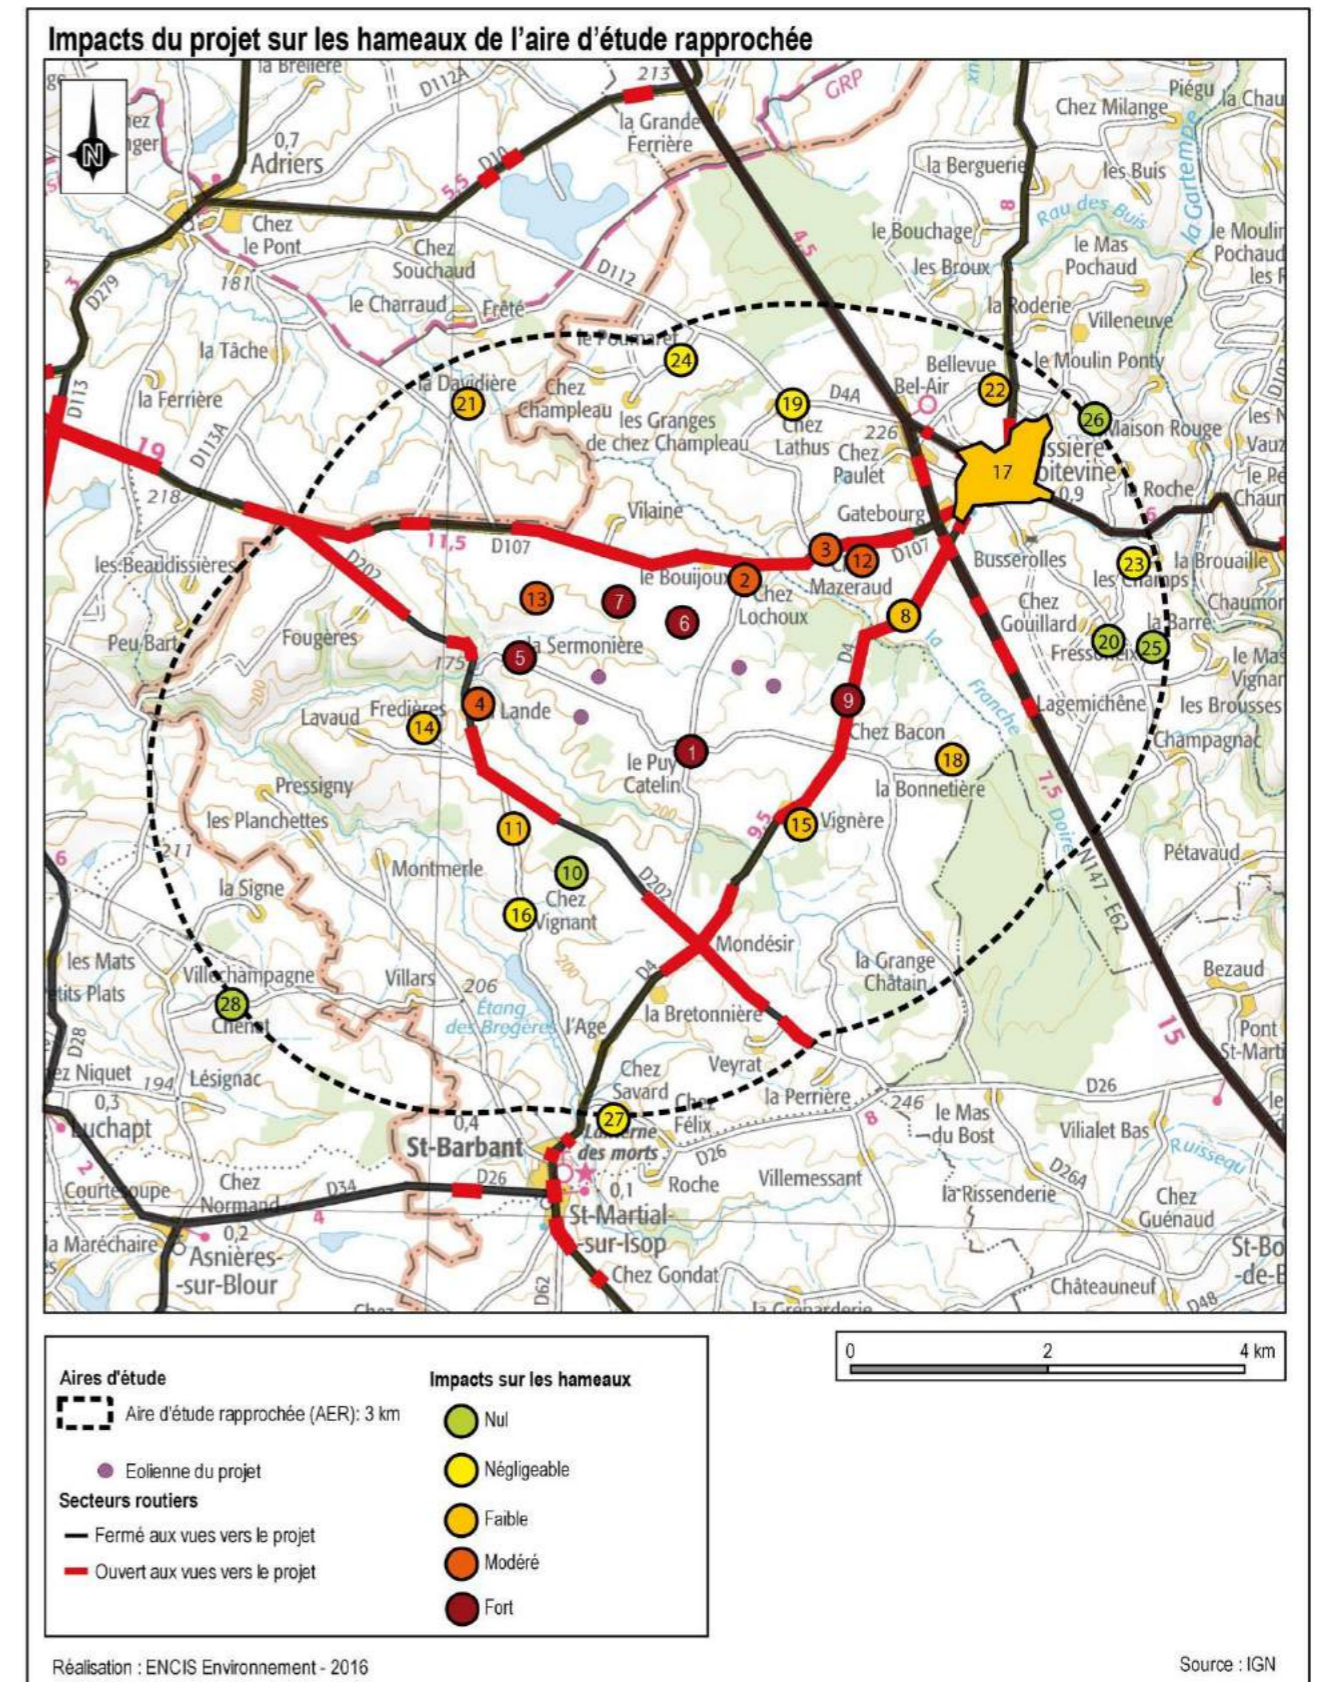 Impacts du projet sur les hameaux de l'aire d'étude rapprochée
la Brelière
D112A
213
GRP
Piégu
la Chau
Chez Milange
la Grande
Ferrière
N
0,7
Adriers
D10
5,5
la Berguerie
les Buis
la Gartempe
8
Rau des Buis
Chez
le Pont
Chez
Souchaud
4,5
le Bouchage
le Mas
Pochaud
le Moulin
Pochaud
les Broux
D112
3
D279
181
le Charraud
Frêté
la Roderie
Villeneuve
la Tâche
le Pournaret
24
Bellevue
le Moulin Ponty
D113
la Ferrière
la Davidière
21
Chez
Champleau
les Granges
de chez Champleau
19
D4A
Chez
Lathus
Bel-Air
22
26
Maison Rouge
226
Chez
Paulet
17
0,9
la Roche
19
D113A
218
Vilaine
Gatebourg
6
11,5
D107
D107
les Beaudissières
D202
le Bouijoux
3
12
Mazeraud
Busserolles
23
les Champs
la Brouaille
2
Chez
Lochoux
13
7
6
8
Chez
Gouillard
Chaumor
Peu Bart
Fougères
la Sermonière
5
175
20
la Barre
25
la
Franche
Doire
D4
le Mas
Vignar
200
4
Lande
Fredières
14
Lavaud
9
Chez Bacon
Lagemichêne
les Brousses
Champagnac
1
le Puy
Catelin
18
la Bonnetière
Pressigny
les Planchettes
200
7,5
11
9,5
15
Vignère
N147 - E62
Pétavaud
6
211
Montmerle
10
D202
la Signe
Chez
Vignant
16
Mondésir
les Mats
Villechampagne
Villars
200
D4
la Grange
Châtain
Bezaud
28
206
Étang
des Brogères
l'Age
la Bretonnière
15
Pont
St-Marti
D28
194
Lésignac
Chez
Savard
Veyrat
la Perrière
D26
0,3
Luchapt
0,4
27
Chez
Félix
246
8
le Mas
du Bost
Vilalet Bas
St-Barbant
des morts
D26
Ruisseau
2
Courtesoupe
Chez
Normand
D34
D26
0,1
Roche
Villemessant
la Rissenderie
D26A
Chez
Guénaud
4
St-Martial-
-sur-Isop
la Maréchaire
0,2
Asnières-
-sur-Blour
Chez Gondat
St-Bo
-de-B
Châteauneuf
D62
D48
0
2
4 km
Aires d'étude
Aire d'étude rapprochée (AER): 3 km
Eolienne du projet
Secteurs routiers
Fermé aux vues vers le projet
Ouvert aux vues vers le projet
Impacts sur les hameaux
Nul
Négligeable
Faible
Modéré
Fort
Réalisation : ENCIS Environnement - 2016
Source : IGN